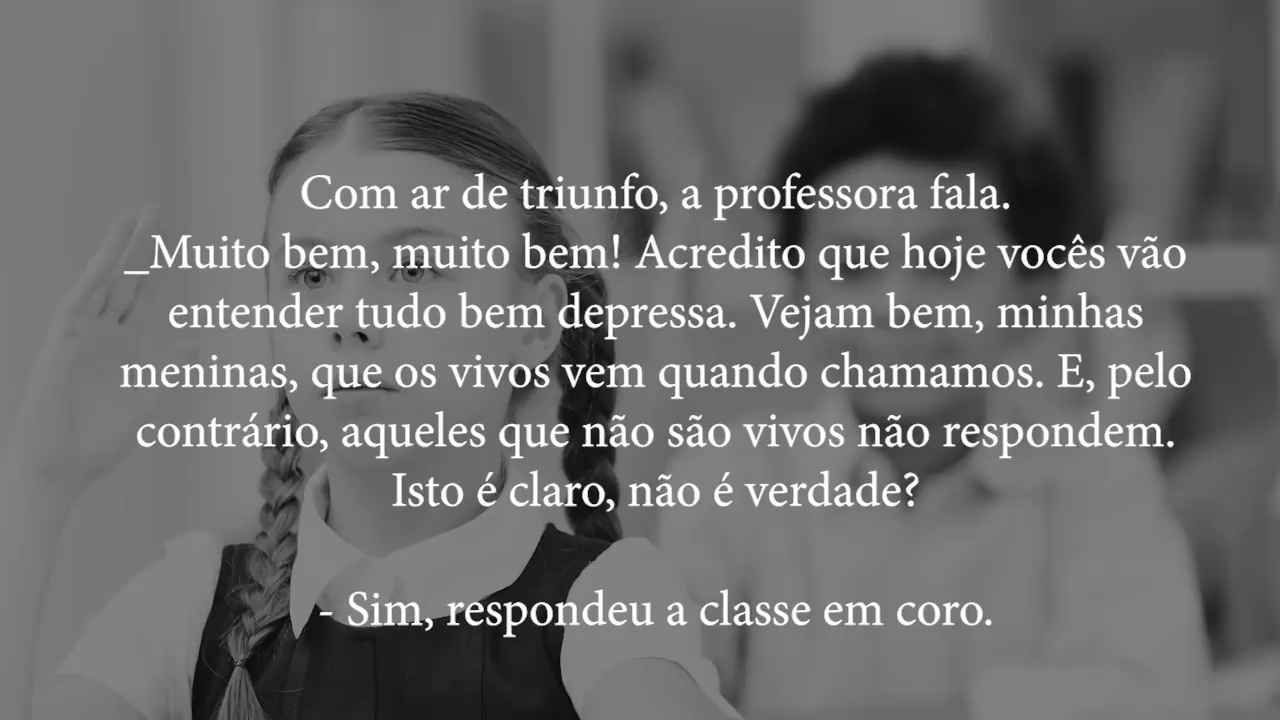 Com ar de triunfo, a professora fala.
_Muito bem, muito bem! Acredito que hoje vocês vão
entender tudo bem depressa. Vejam bem, minhas
meninas, que os vivos vem quando chamamos. E, pelo
contrário, aqueles que não são vivos não respondem.
Isto é claro, não é verdade?
- Sim, respondeu a classe em coro.